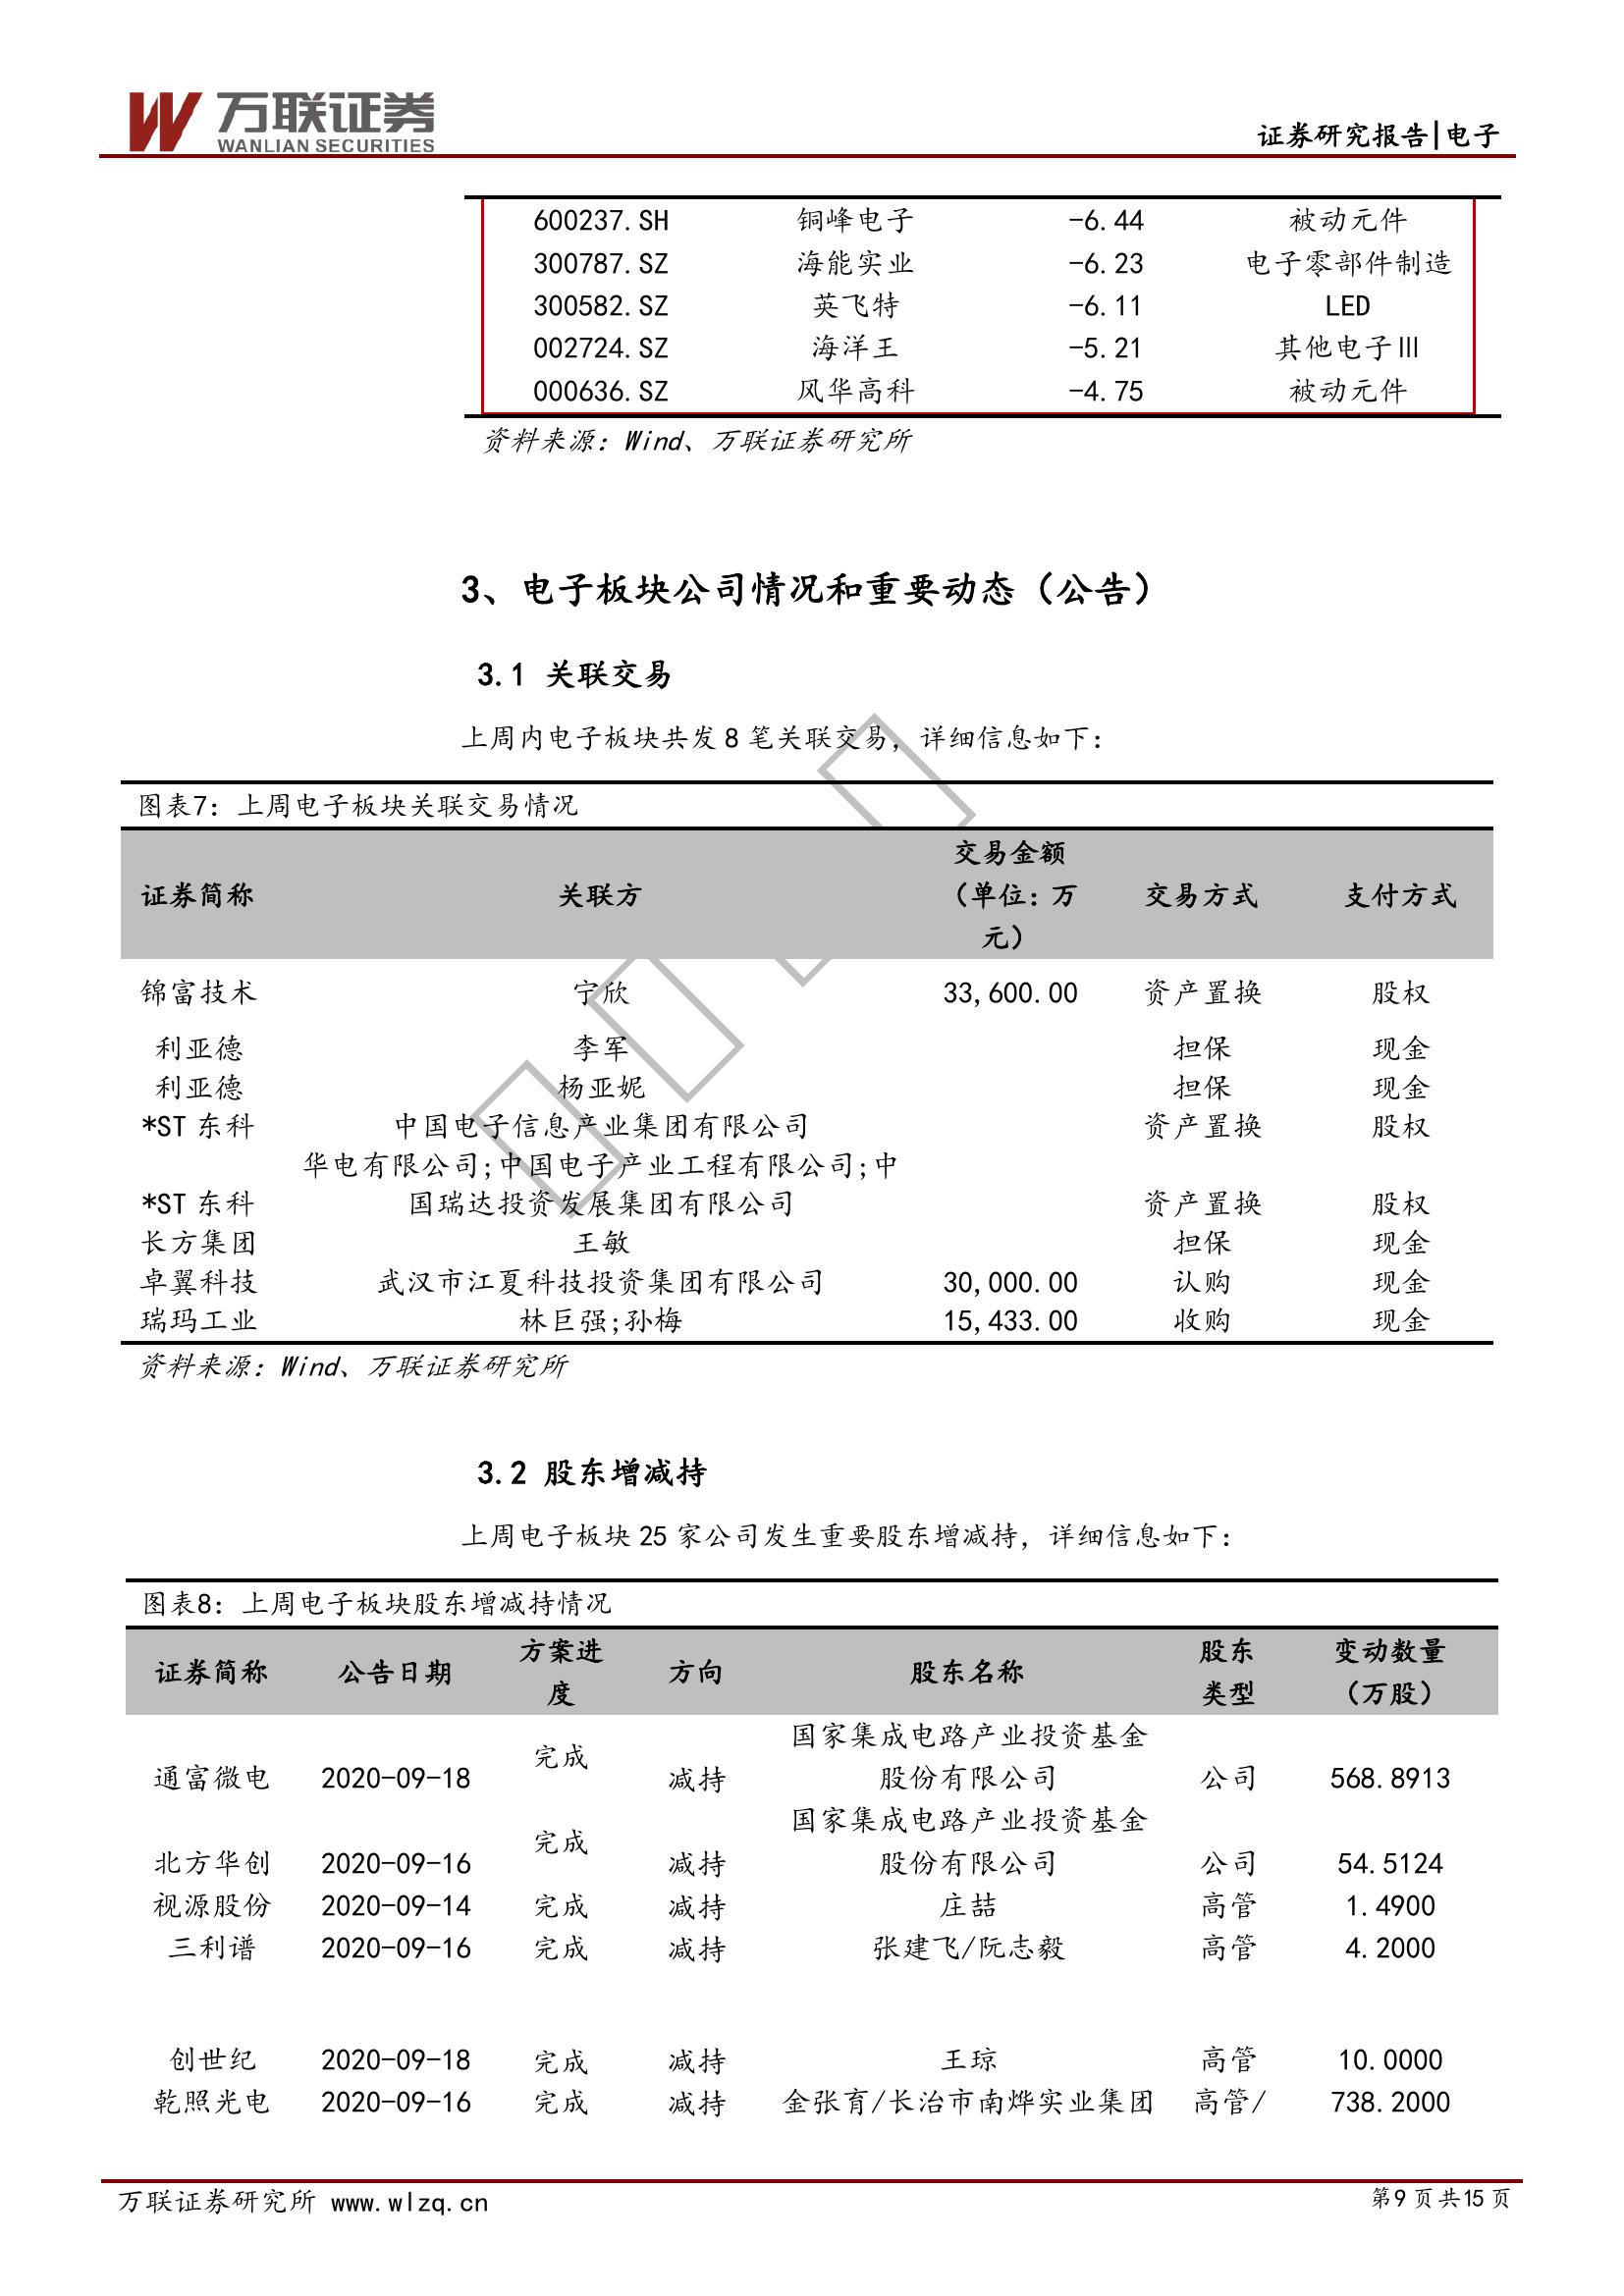 万联证券
WANLIAN SECURITIES
证券研究报告|电子
600237.SH 铜峰电子 -6.44 被动元件
300787.SZ 海能实业 -6.23 电子零部件制造
300582.SZ 英飞特 -6.11 LED
002724.SZ 海洋王 -5.21 其他电子Ⅲ
000636.SZ 风华高科 -4.75 被动元件
资料来源：Wind、万联证券研究所
3、电子板块公司情况和重要动态（公告）
3.1 关联交易
上周内电子板块共发 8 笔关联交易，详细信息如下：
图表7：上周电子板块关联交易情况
证券简称 关联方 交易金额（单位：万元） 交易方式 支付方式
锦富技术 宁欣 33,600.00 资产置换 股权
利亚德 李军 担保 现金
利亚德 杨亚妮 担保 现金
*ST 东科 中国电子信息产业集团有限公司 资产置换 股权
华电有限公司;中国电子产业工程有限公司;中
*ST 东科 国瑞达投资发展集团有限公司 资产置换 股权
长方集团 王敏 担保 现金
卓翼科技 武汉市江夏科技投资集团有限公司 30,000.00 认购 现金
瑞玛工业 林巨强;孙梅 15,433.00 收购 现金
资料来源：Wind、万联证券研究所
3.2 股东增减持
上周电子板块 25 家公司发生重要股东增减持，详细信息如下：
图表8：上周电子板块股东增减持情况
证券简称 公告日期 方案进度 方向 股东名称 股东类型 变动数量（万股）
国家集成电路产业投资基金
通富微电 2020-09-18 完成 减持 股份有限公司 公司 568.8913
国家集成电路产业投资基金
北方华创 2020-09-16 完成 减持 股份有限公司 公司 54.5124
视源股份 2020-09-14 完成 减持 庄喆 高管 1.4900
三利谱 2020-09-16 完成 减持 张建飞/阮志毅 高管 4.2000
创世纪 2020-09-18 完成 减持 王琼 高管 10.0000
乾照光电 2020-09-16 完成 减持 金张育/长治市南烨实业集团 高管/ 738.2000
万联证券研究所 www.wlzq.cn
第 9 页 共 15 页